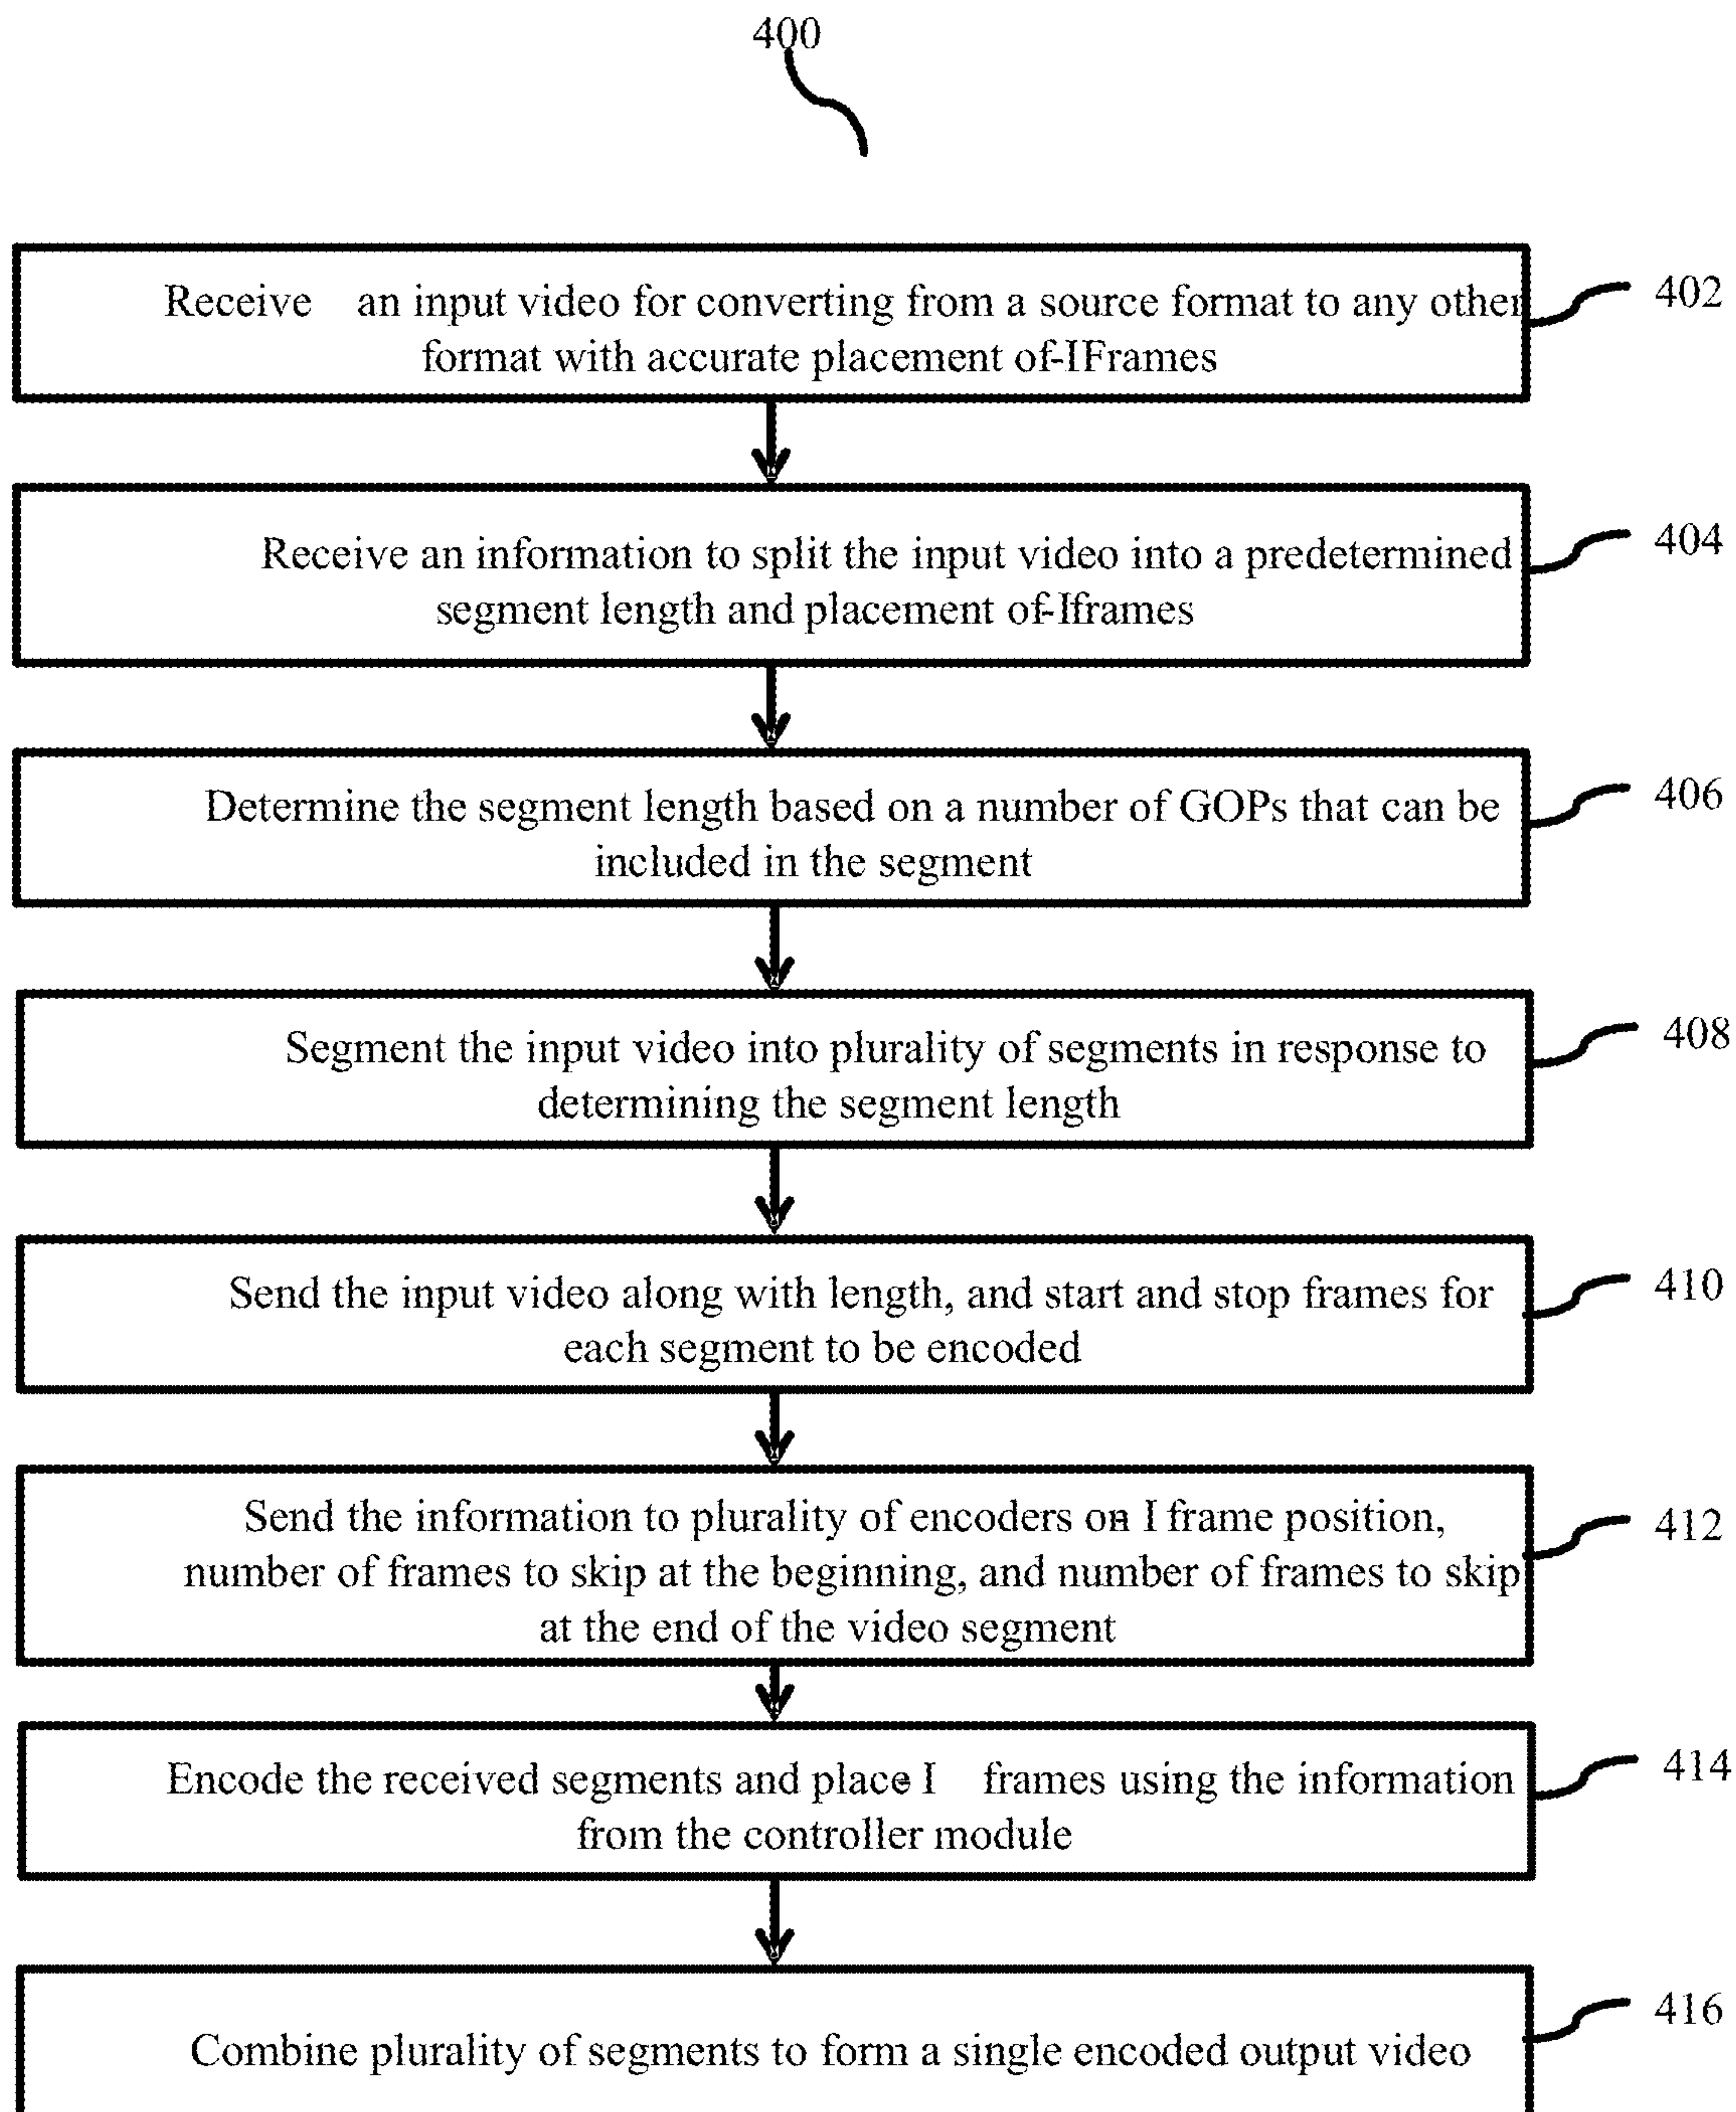 400
Receive an input video for converting from a source format to any other
format with accurate placement of-IFrames
402
Receive an information to split the input video into a predetermined
segment length and placement of-Iframes
404
Determine the segment length based on a number of GOPs that can be
included in the segment
406
Segment the input video into plurality of segments in response to
determining the segment length
408
Send the input video along with length, and start and stop frames for
each segment to be encoded
410
Send the information to plurality of encoders on I frame position,
number of frames to skip at the beginning, and number of frames to skip
at the end of the video segment
412
Encode the received segments and place I frames using the information
from the controller module
414
Combine plurality of segments to form a single encoded output video
416